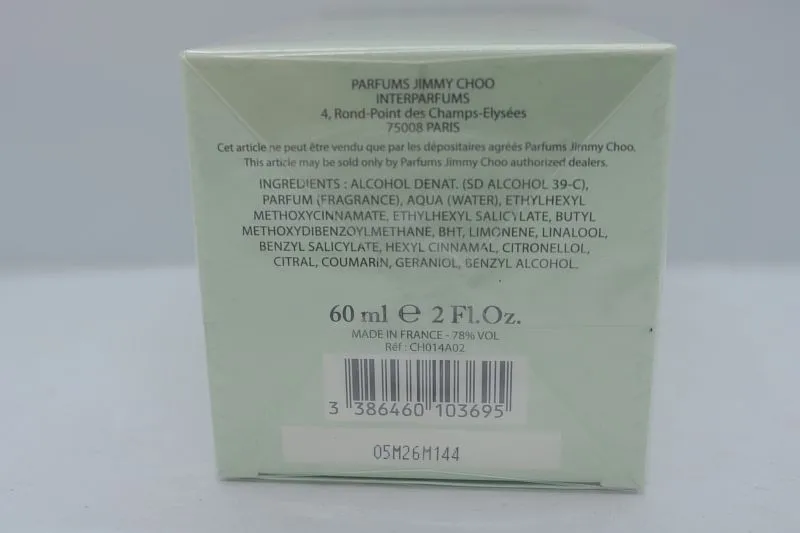 PARFUMS JIMMY CHOO
INTERPARFUMS
4, Rond-Point des Champs-Elysées
75008 PARIS
Cet article ne peut être vendu que par les dépositaires agréés Parfums Jimmy Choo.
This article may be sold only by Parfums Jimmy Choo authorized dealers.
INGREDIENTS : ALCOHOL DENAT. (SD ALCOHOL 39-C),
PARFUM (FRAGRANCE), AQUA (WATER), ETHYLHEXYL
METHOXYCINNAMATE, ETHYLHEXYL SALICYLATE, BUTYL
METHOXYDIBENZOYLMETHANE, BHT, LIMONENE, LINALOOL,
BENZYL SALICYLATE, HEXYL CINNAMAL, CITRONELLOL,
CITRAL, COUMARIN, GERANIOL, BENZYL ALCOHOL.
60 ml ℮ 2 Fl.Oz.
MADE IN FRANCE - 78% VOL
Réf : CH014A02
3 386460 103695
05M26M144